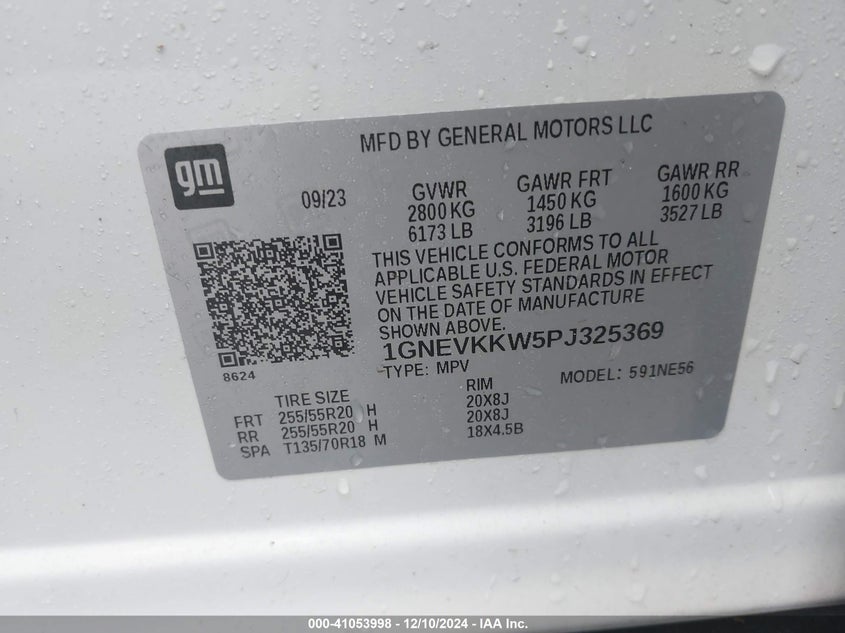 MFD BY GENERAL MOTORS LLC
gm
09/23
GVWR GAWR FRT GAWR RR
2800 KG 1450 KG 1600 KG
6173 LB 3196 LB 3527 LB
THIS VEHICLE CONFORMS TO ALL
APPLICABLE U.S. FEDERAL MOTOR
VEHICLE SAFETY STANDARDS IN EFFECT
ON THE DATE OF MANUFACTURE
SHOWN ABOVE.
1GNEVKKW5PJ325369
8624
TYPE: MPV MODEL: 591NE56
TIRE SIZE RIM
FRT 255/55R20 H 20X8J
RR 255/55R20 H 20X8J
SPA T135/70R18 M 18X4.5B
000-41053998 - 12/10/2024 - IAA Inc.